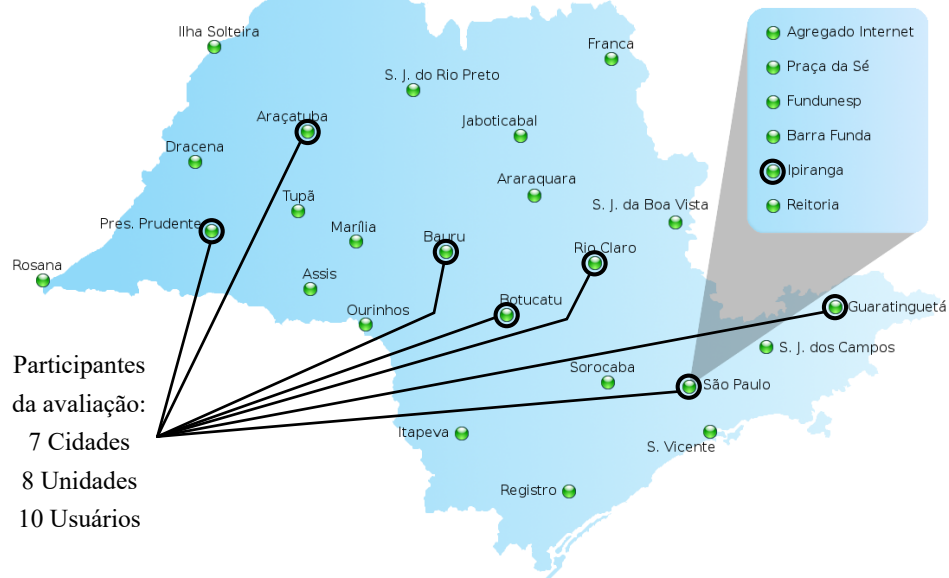 Ilha Solteira
Franca
S. J. do Rio Preto
Araçatuba
Jaboticabal
Dracena
Araraquara
Tupã
S. J. da Boa Vista
Pres. Prudente
Marília
Bauru
Rio Claro
Rosana
Assis
Botucatu
Ourinhos
Guaratinguetá
S. J. dos Campos
Sorocaba
São Paulo
Itapeva
S. Vicente
Registro
Agregado Internet
Praça da Sé
Fundunesp
Barra Funda
Ipiranga
Reitoria
Participantes
da avaliação:
7 Cidades
8 Unidades
10 Usuários